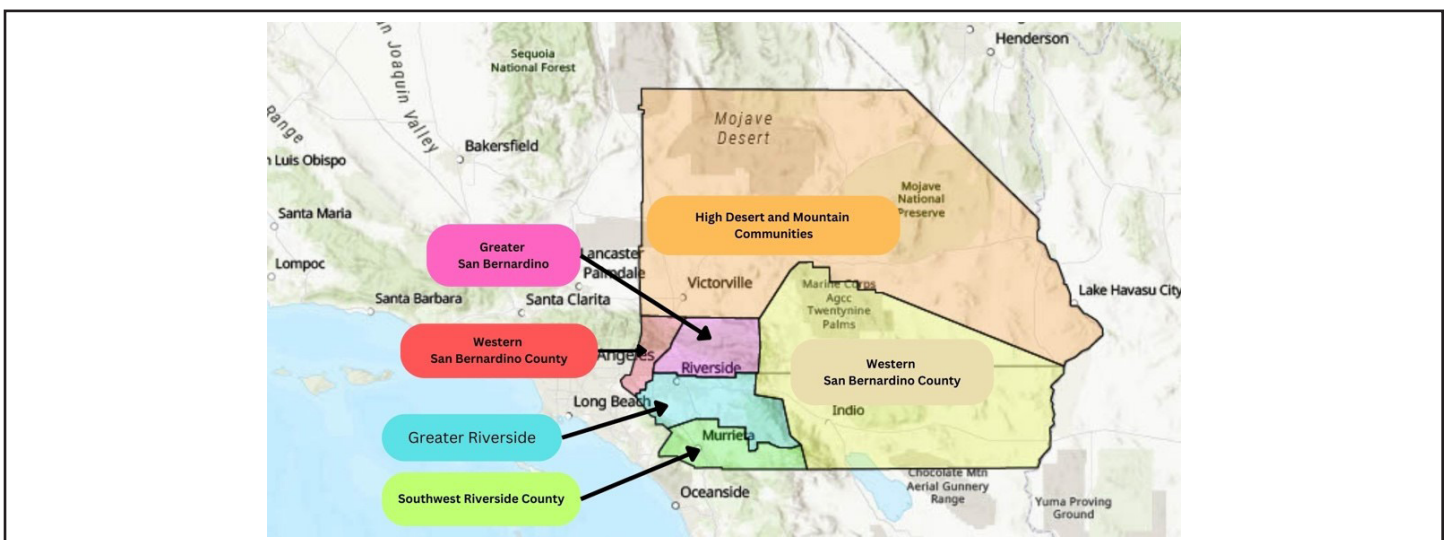 Henderson
Sequoia
National Forest
n Joaquin Valley
Range
Mojave
Desert
Bakersfield
n Luis Obispo
Mojave
National
Preserve
Santa Maria
High Desert and Mountain
Communities
Greater
San Bernardino
Lancaster
Palmdale
Lompoc
Victorville
Marine Corps
Agcc
Twentynine
Palms
Lake Havasu City
Santa Barbara
Santa Clarita
Western
San Bernardino County
Angeles
Riverside
Western
San Bernardino County
Long Beach
Indio
Greater Riverside
Murrieta
Southwest Riverside County
Oceanside
Chocolate Mtn
Aerial Gunnery
Range
Yuma Proving
Ground